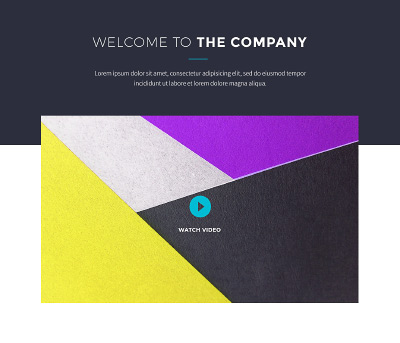 WELCOME TO THE COMPANY
Lorem ipsum dolor sit amet, consectetur adipisicing elit, sed do eiusmod tempor
incididunt ut labore et lorem dolore magna aliqua.
WATCH VIDEO